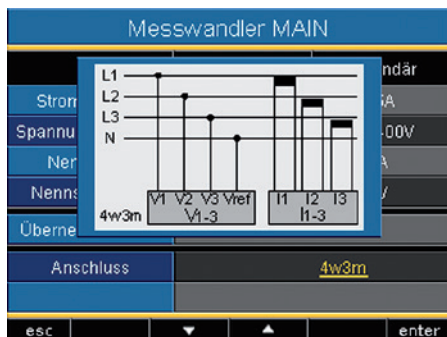 Messwandler MAIN
ndär
Strom
5A
Spannu
00V
Ner
A
Nenns
V
Überne
L1
L2
L3
N
V1 V2 V3 Vref I1 I2 I3
4w3m V1-3 I1-3
Anschluss 4w3m
esc ▼ ▲ enter